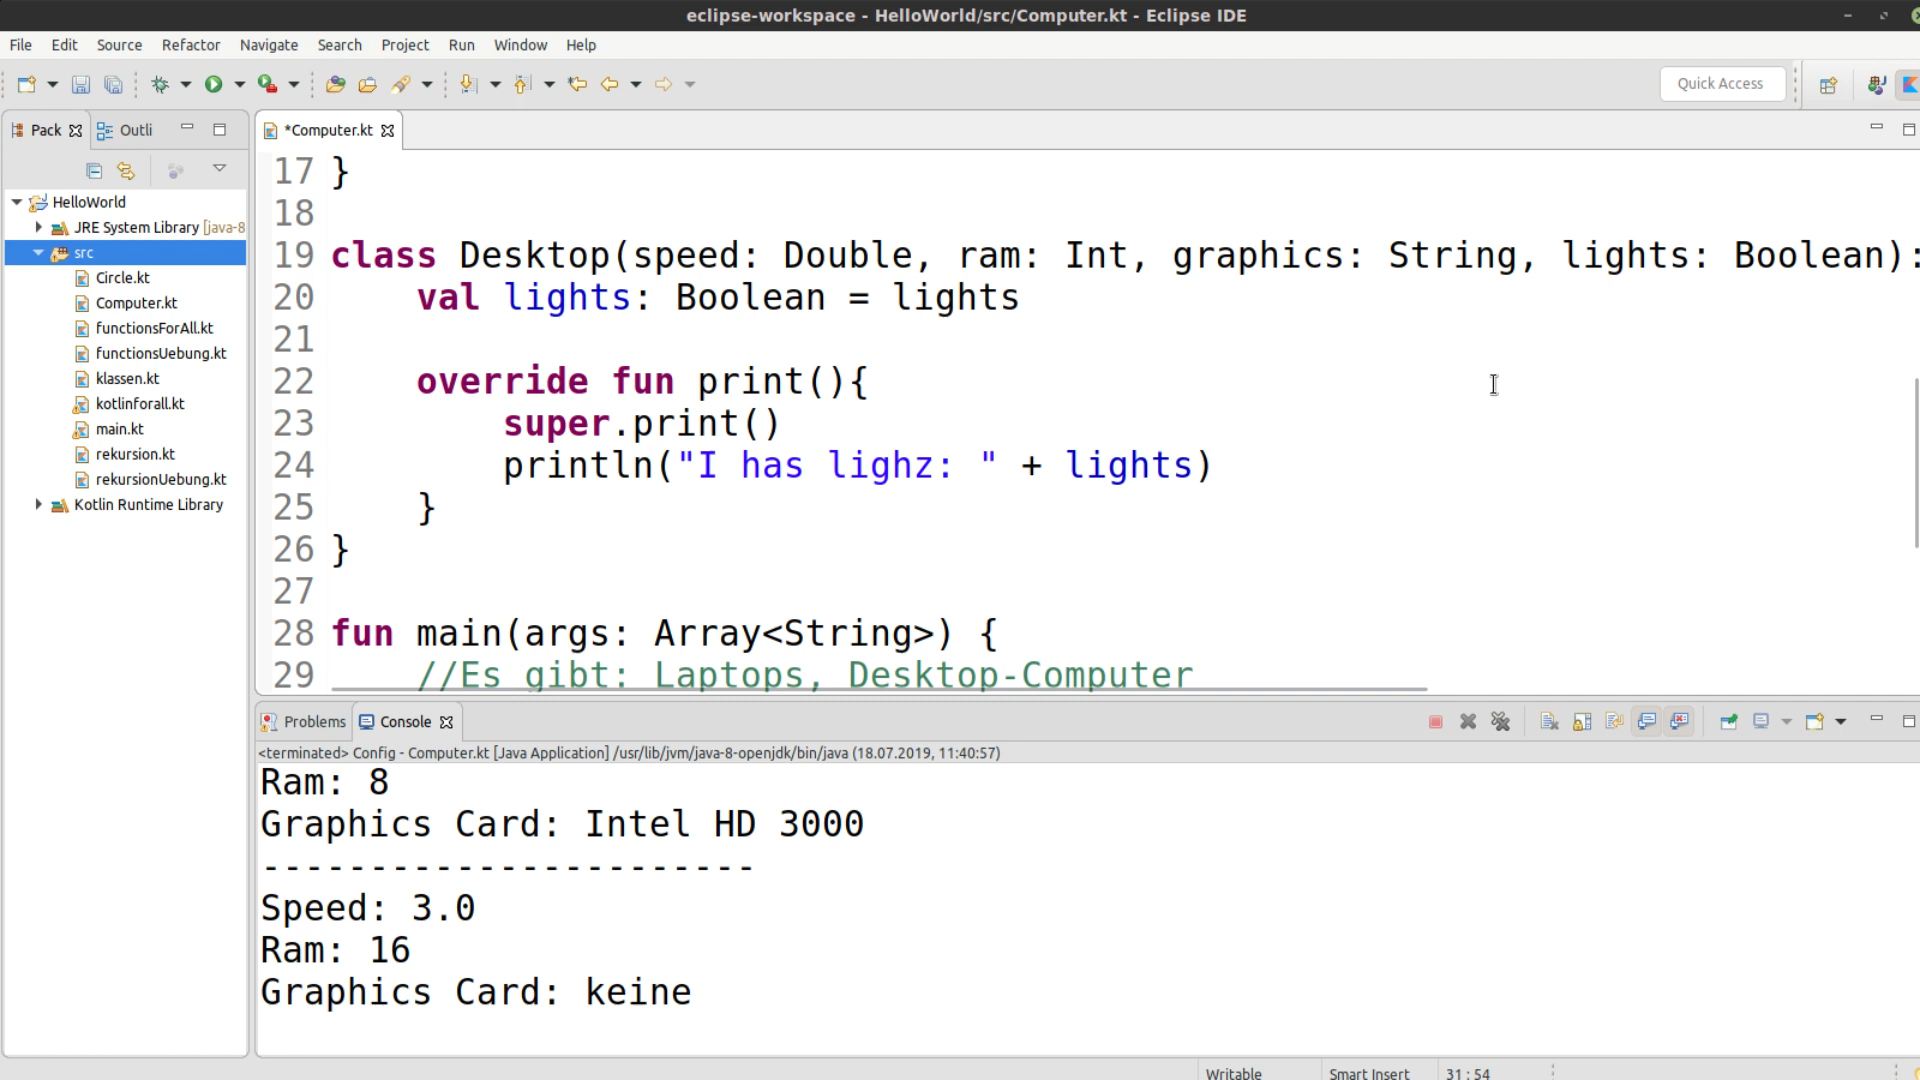 eclipse-workspace - HelloWorld/src/Computer.kt - Eclipse IDE
File Edit Source Refactor Navigate Search Project Run Window Help
Quick Access
Pack Outli
*Computer.kt
HelloWorld
JRE System Library [java-8
src
Circle.kt
Computer.kt
functionsForAll.kt
functionsUebung.kt
klassen.kt
kotlinforall.kt
main.kt
rekursion.kt
rekursionUebung.kt
Kotlin Runtime Library
17 }
18
19 class Desktop(speed: Double, ram: Int, graphics: String, lights: Boolean):
20 val lights: Boolean = lights
21
22 override fun print(){
23 super.print()
24 println("I has lighz: " + lights)
25 }
26 }
27
28 fun main(args: Array<String>) {
29 //Es gibt: Laptops, Desktop-Computer
Problems Console
<terminated> Config - Computer.kt [Java Application] /usr/lib/jvm/java-8-openjdk/bin/java (18.07.2019, 11:40:57)
Ram: 8
Graphics Card: Intel HD 3000
-----------------------
Speed: 3.0
Ram: 16
Graphics Card: keine
Writable Smart Insert 31 : 54